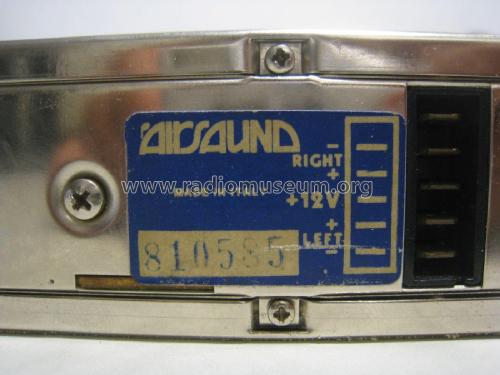 AIRSAUND
RIGHT
-
+
MADE IN ITALY
+12V
+
LEFT
-
810585
www.radiomuseum.org